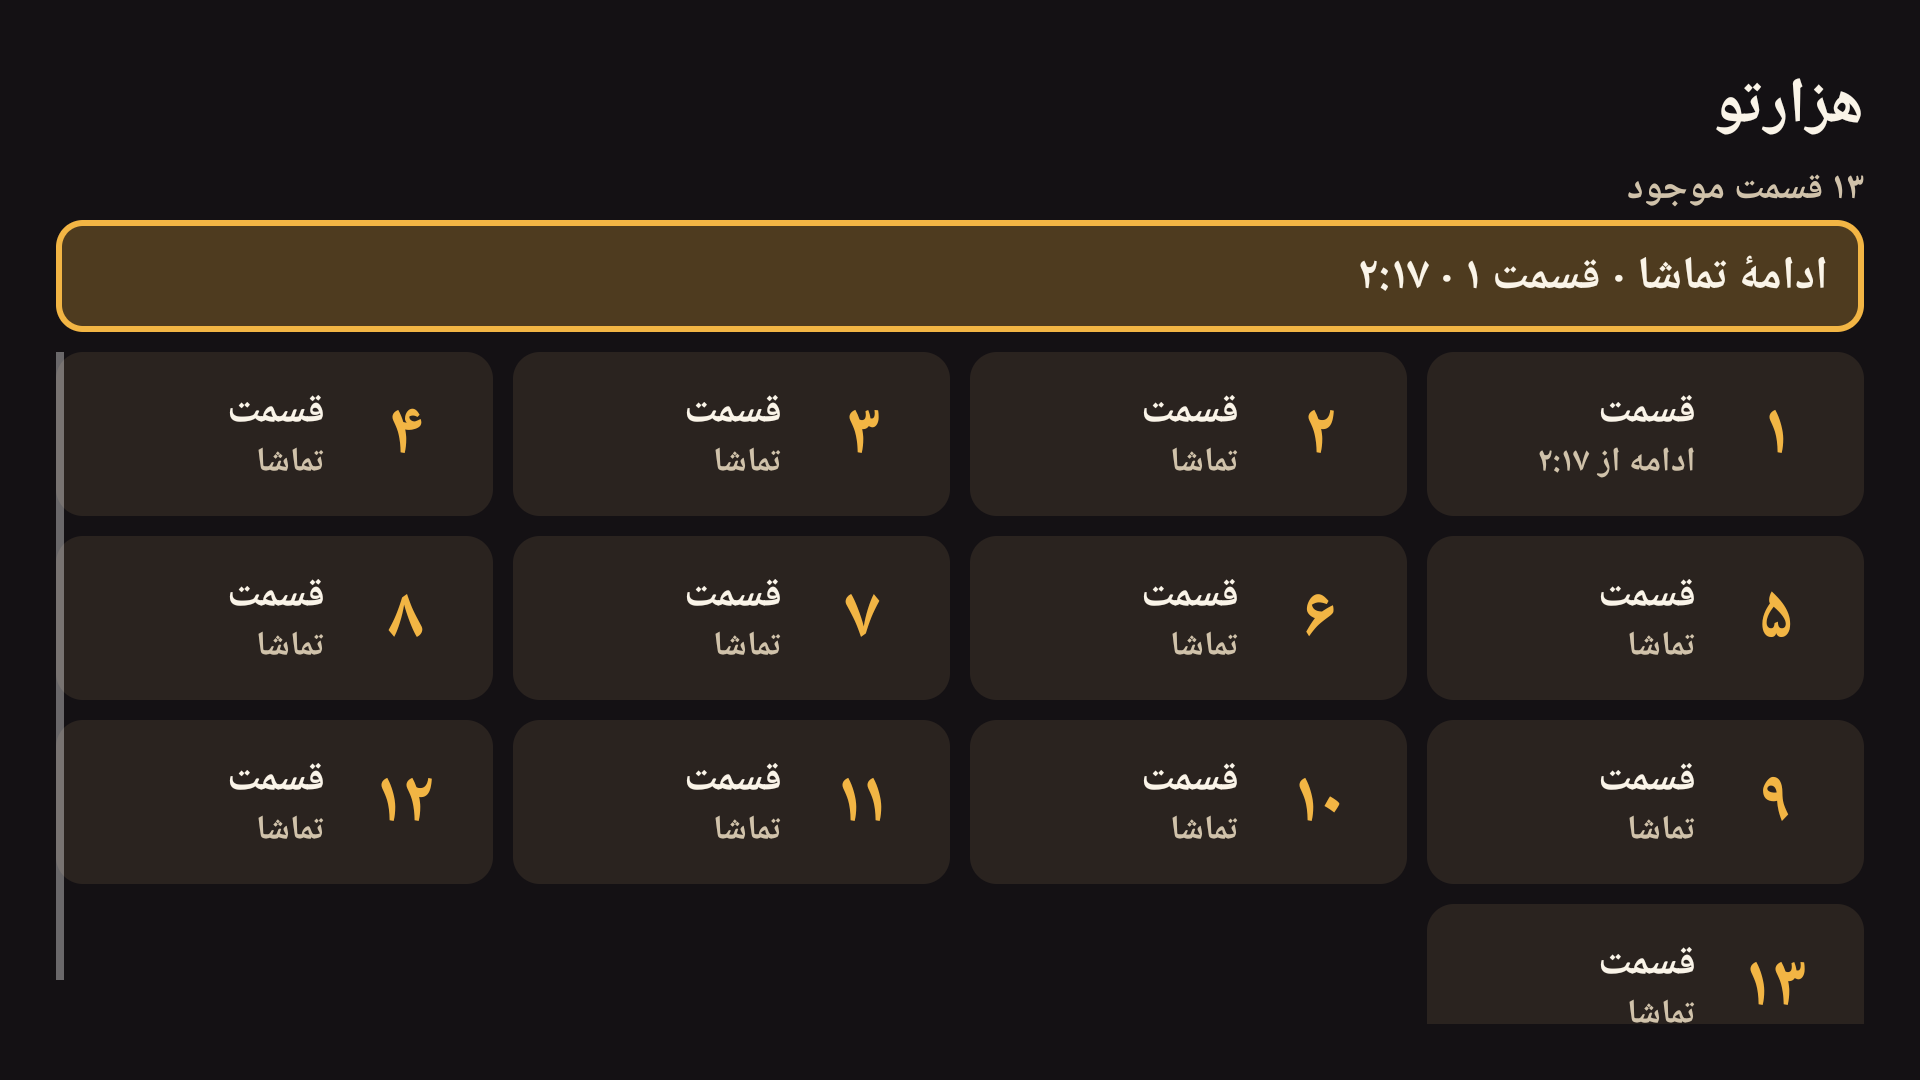 هزارتو
۱۳ قسمت موجود
ادامهٔ تماشا · قسمت ۱ · ۲:۱۷
۱
قسمت
ادامه از ۲:۱۷
۲
قسمت
تماشا
۳
قسمت
تماشا
۴
قسمت
تماشا
۵
قسمت
تماشا
۶
قسمت
تماشا
۷
قسمت
تماشا
۸
قسمت
تماشا
۹
قسمت
تماشا
۱۰
قسمت
تماشا
۱۱
قسمت
تماشا
۱۲
قسمت
تماشا
۱۳
قسمت
تماشا